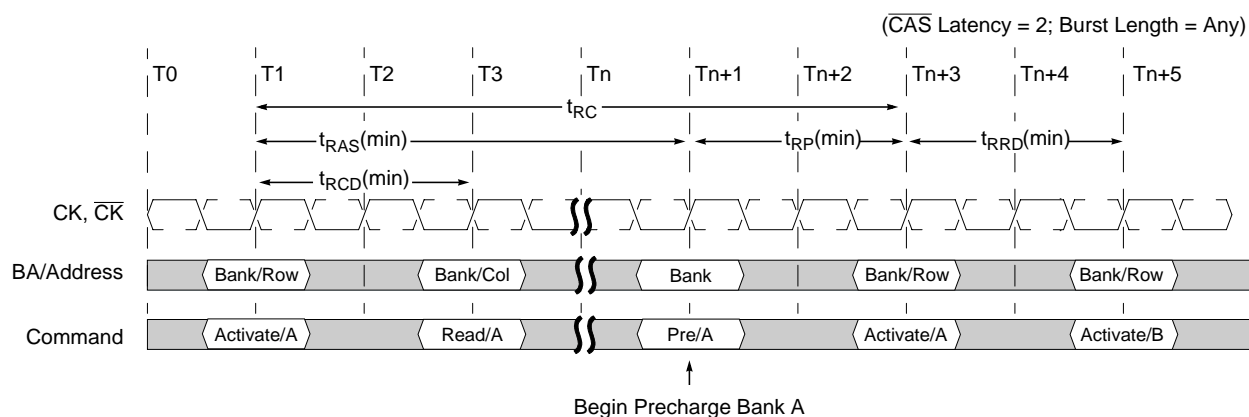 (CAS Latency = 2; Burst Length = Any)
T0 T1 T2 T3 Tn Tn+1 Tn+2 Tn+3 Tn+4 Tn+5
tRC
tRAS(min) tRP(min) tRRD(min)
tRCD(min)
CK, CK
BA/Address Bank/Row Bank/Col Bank Bank/Row Bank/Row
Command Activate/A Read/A Pre/A Activate/A Activate/B
Begin Precharge Bank A